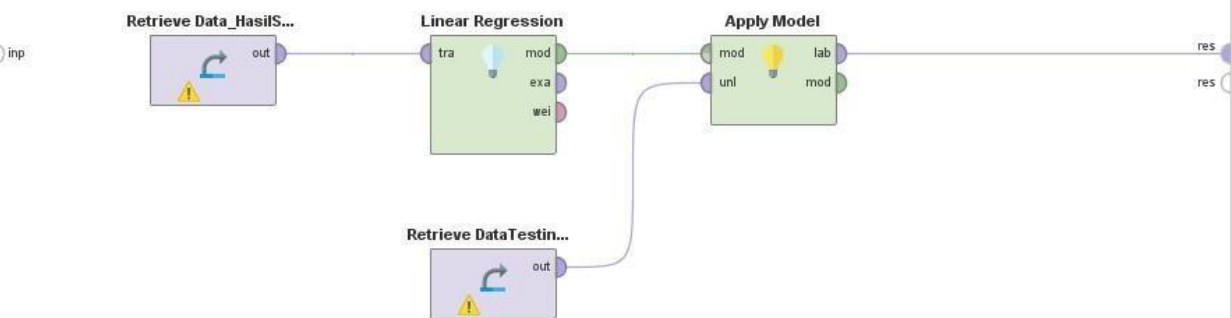 Retrieve Data_HasilS...
Linear Regression
Apply Model
inp
out
tra
mod
exa
wei
mod
lab
unl
mod
res
res
Retrieve DataTestin...
out